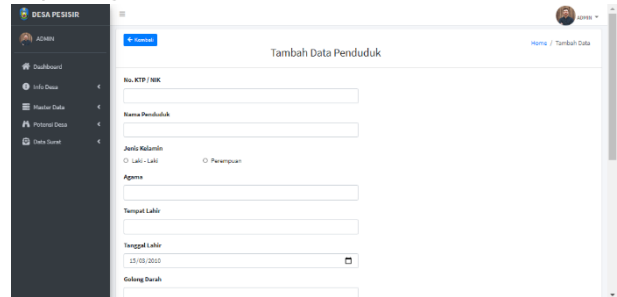 DESA PESISIR
ADMIN
ADMIN
Dashboard
Info Desa
Master Data
Potensi Desa
Data Surat
Kembali
Home / Tambah Data
Tambah Data Penduduk
No. KTP / NIK
Nama Penduduk
Jenis Kelamin
Laki - Laki Perempuan
Agama
Tempat Lahir
Tanggal Lahir
15/03/2010
Golong Darah